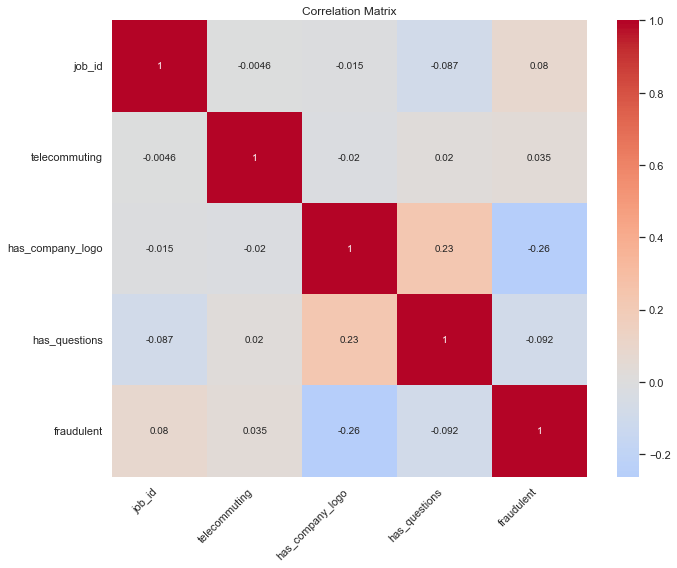 Correlation Matrix
job_id 1 -0.0046 -0.015 -0.087 0.08
telecommuting -0.0046 1 -0.02 0.02 0.035
has_company_logo -0.015 -0.02 1 0.23 -0.26
has_questions -0.087 0.02 0.23 1 -0.092
fraudulent 0.08 0.035 -0.26 -0.092 1
job_id telecommuting has_company_logo has_questions fraudulent
1.0
0.8
0.6
0.4
0.2
0.0
−0.2